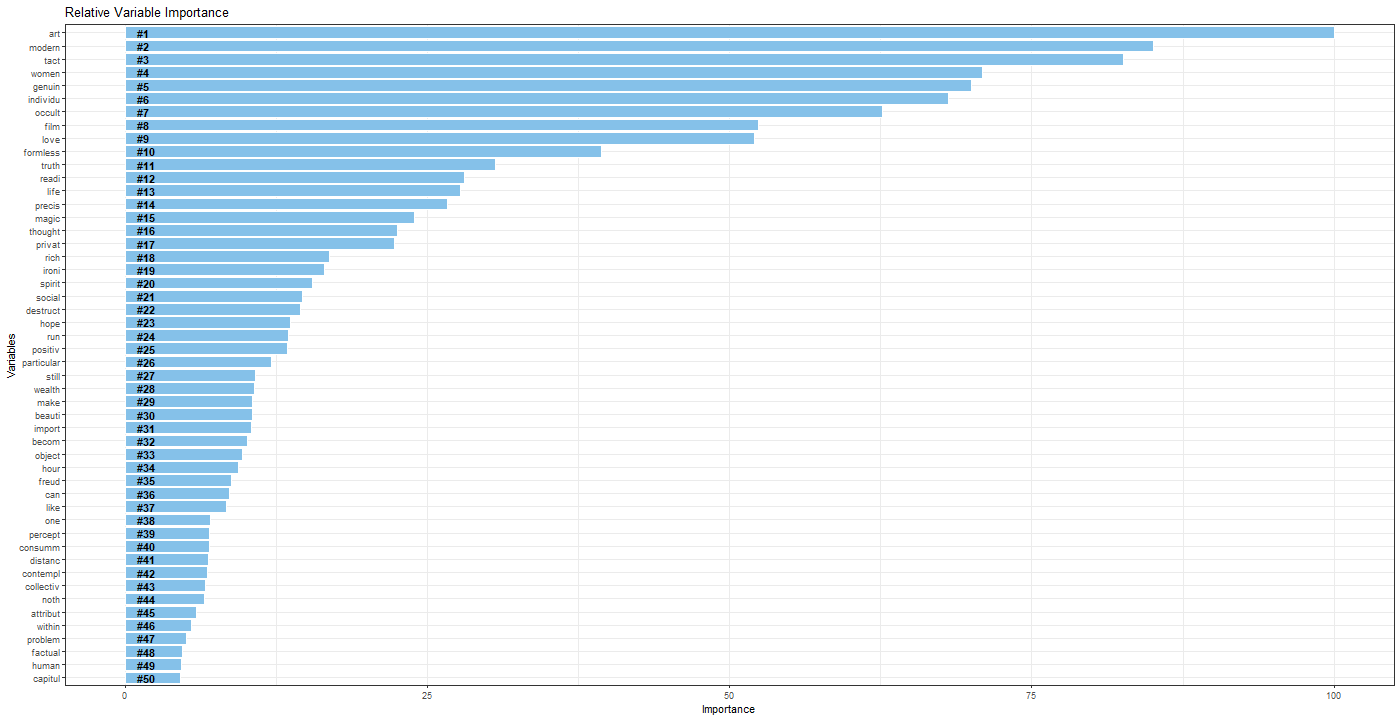 Relative Variable Importance
art #1
modern #2
tact #3
women #4
genuin #5
individu #6
occult #7
film #8
love #9
formless #10
truth #11
readi #12
life #13
precis #14
magic #15
thought #16
privat #17
rich #18
ironi #19
spirit #20
social #21
destruct #22
hope #23
run #24
positiv #25
particular #26
still #27
wealth #28
make #29
beauti #30
import #31
becom #32
object #33
hour #34
freud #35
can #36
like #37
one #38
percept #39
consumm #40
distanc #41
contempl #42
collectiv #43
noth #44
attribut #45
within #46
problem #47
factual #48
human #49
capitul #50
Variables
0 25 50 75 100
Importance